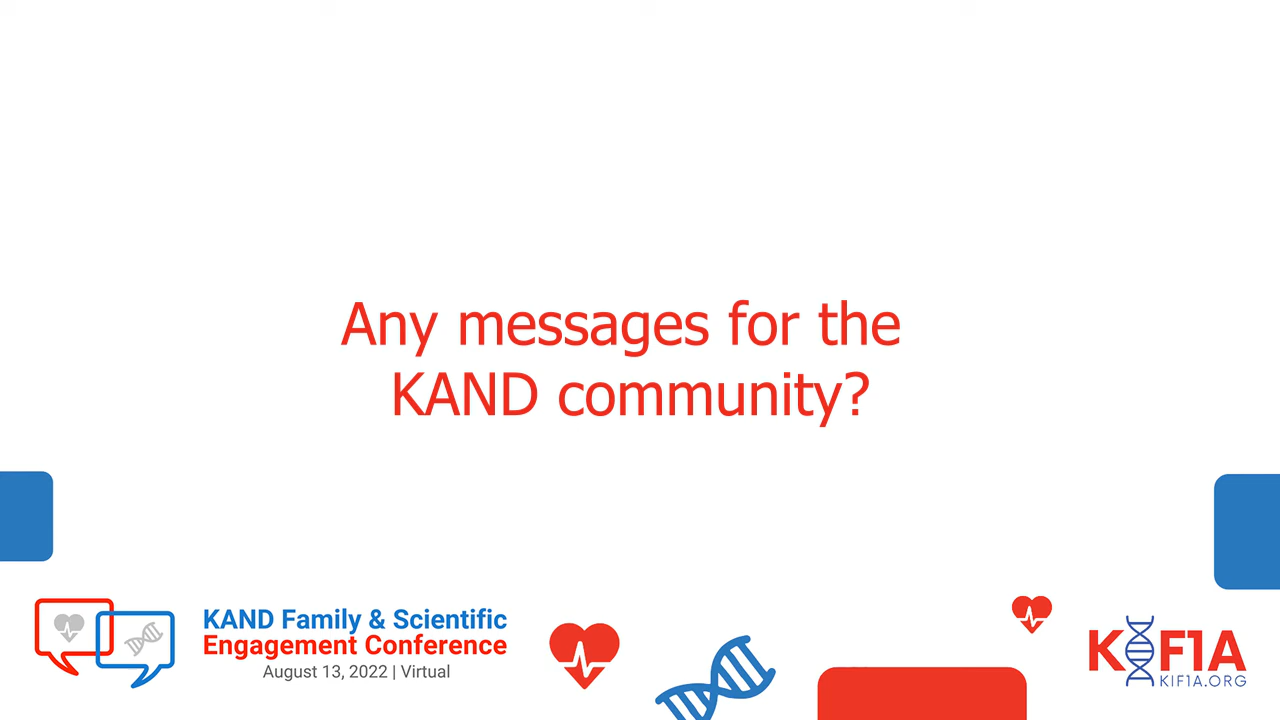 Any messages for the
KAND community?
KAND Family & Scientific
Engagement Conference
August 13, 2022 | Virtual
KIF1A
KIF1A.ORG